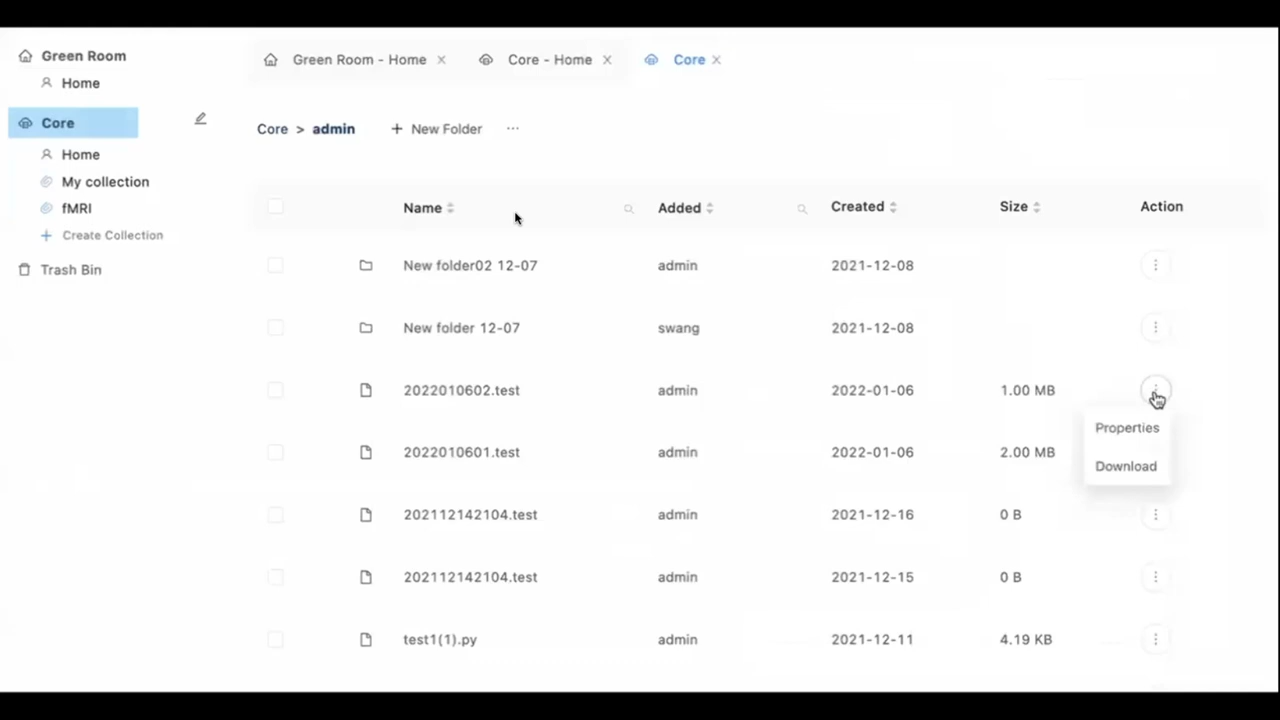 Green Room
Home
Core
Home
My collection
fMRI
+ Create Collection
Trash Bin
Green Room - Home × Core - Home × Core ×
Core > admin + New Folder ···
Name Added Created Size Action
New folder02 12-07 admin 2021-12-08
New folder 12-07 swang 2021-12-08
2022010602.test admin 2022-01-06 1.00 MB
Properties
2022010601.test admin 2022-01-06 2.00 MB
Download
202112142104.test admin 2021-12-16 0 B
202112142104.test admin 2021-12-15 0 B
test1(1).py admin 2021-12-11 4.19 KB